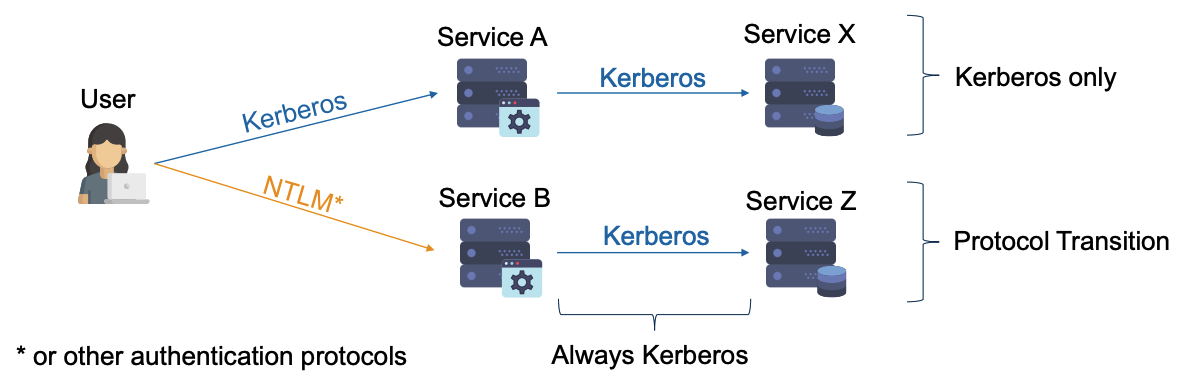 User
Kerberos
NTLM*
Service A
Kerberos
Service X
Kerberos only
Service B
Kerberos
Service Z
Protocol Transition
Always Kerberos
* or other authentication protocols